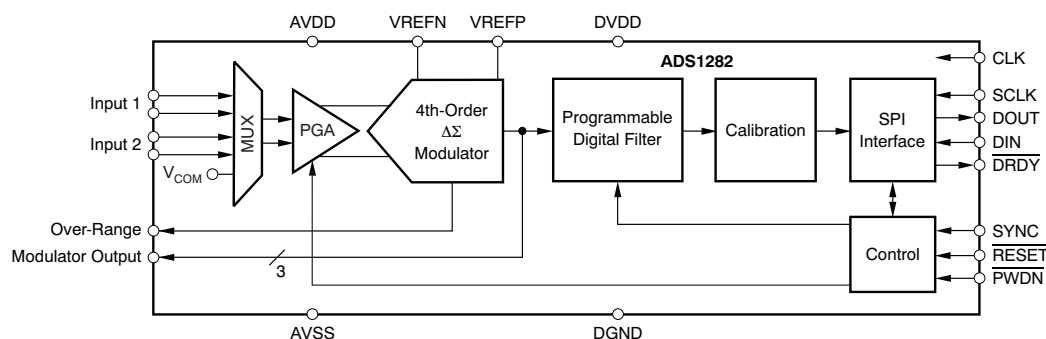 AVDD
VREFN
VREFP
DVDD
ADS1282
CLK
Input 1
Input 2
MUX
PGA
4th-Order
ΔΣ
Modulator
Programmable
Digital Filter
Calibration
SPI
Interface
SCLK
DOUT
DIN
DRDY
VCOM
Over-Range
Modulator Output
3
Control
SYNC
RESET
PWDN
AVSS
DGND